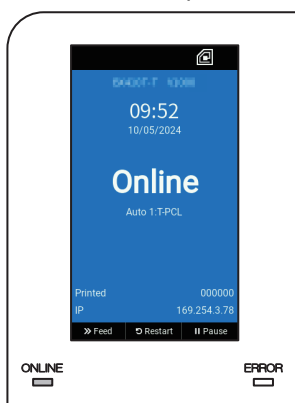 09:52
10/05/2024
Online
Auto 1:T-PCL
Printed 000000
IP 169.254.3.78
Feed Restart Pause
ONLINE ERROR